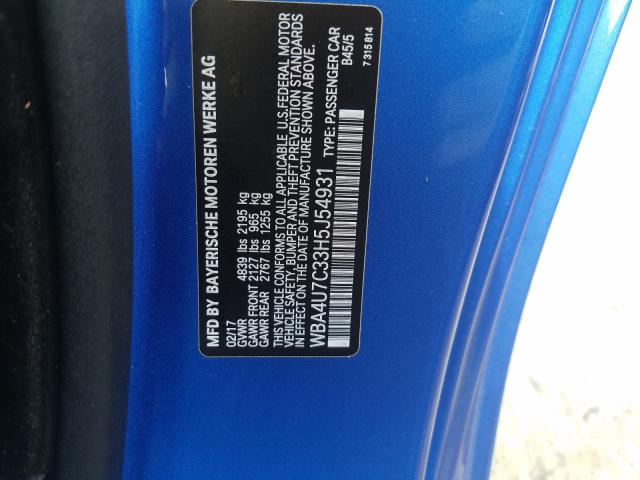 MFD BY BAYERISCHE MOTOREN WERKE AG
02/17
GVWR 4839 lbs 2195 kg
GAWR FRONT 2127 lbs 965 kg
GAWR REAR 2767 lbs 1255 kg
THIS VEHICLE CONFORMS TO ALL APPLICABLE U.S.FEDERAL MOTOR
VEHICLE SAFETY, BUMPER AND THEFT PREVENTION STANDARDS
IN EFFECT ON THE DATE OF MANUFACTURE SHOWN ABOVE.
WBA4U7C33H5J54931 TYPE: PASSENGER CAR
B45/5
7 315 814